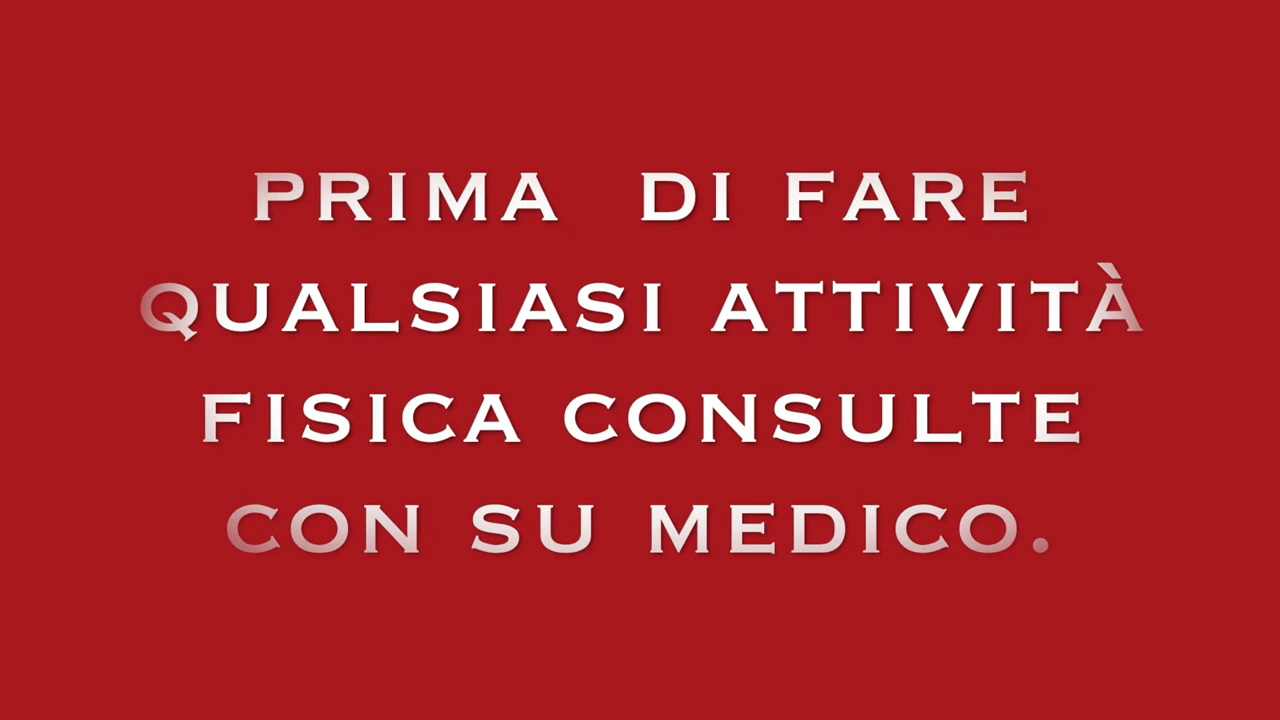 PRIMA DI FARE
QUALSIASI ATTIVITÀ
FISICA CONSULTE
CON SU MEDICO.